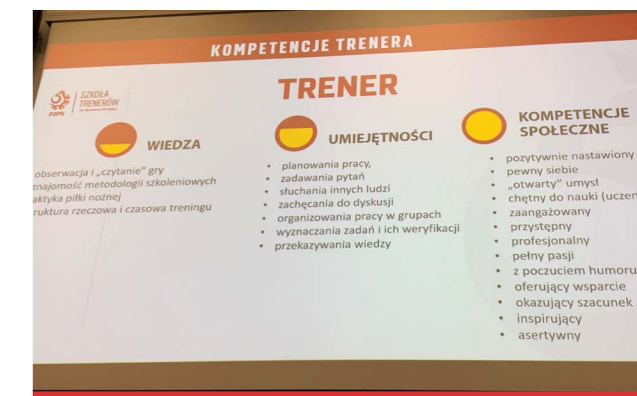 KOMPETENCJE TRENERA
TRENER
PZPN
SZKOŁA
TRENERÓW
WIEDZA
obserwacja i „czytanie” gry
znajomość metodologii szkoleniowych
aktyka piłki nożnej
ruktura rzeczowa i czasowa treningu
UMIEJĘTNOŚCI
• planowania pracy,
• zadawania pytań
• słuchania innych ludzi
• zachęcania do dyskusji
• organizowania pracy w grupach
• wyznaczania zadań i ich weryfikacji
• przekazywania wiedzy
KOMPETENCJE
SPOŁECZNE
• pozytywnie nastawiony
• pewny siebie
• „otwarty” umysł
• chętny do nauki (uczen
• zaangażowany
• przystępny
• profesjonalny
• pełny pasji
• z poczuciem humoru
• oferujący wsparcie
• okazujący szacunek
• inspirujący
• asertywny